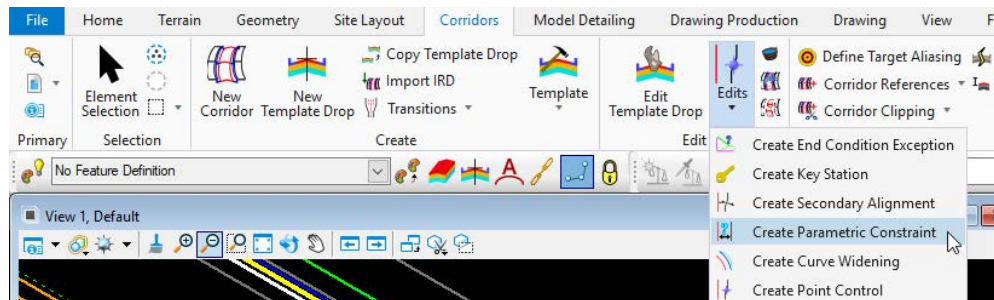 File Home Terrain Geometry Site Layout Corridors Model Detailing Drawing Production Drawing View F
Element Selection
New Corridor
New Template Drop
Copy Template Drop
Import IRD
Transitions
Template
Edit Template Drop
Edits
Define Target Aliasing
Corridor References
Corridor Clipping
Primary Selection Create Edit
No Feature Definition
View 1, Default
Create End Condition Exception
Create Key Station
Create Secondary Alignment
Create Parametric Constraint
Create Curve Widening
Create Point Control